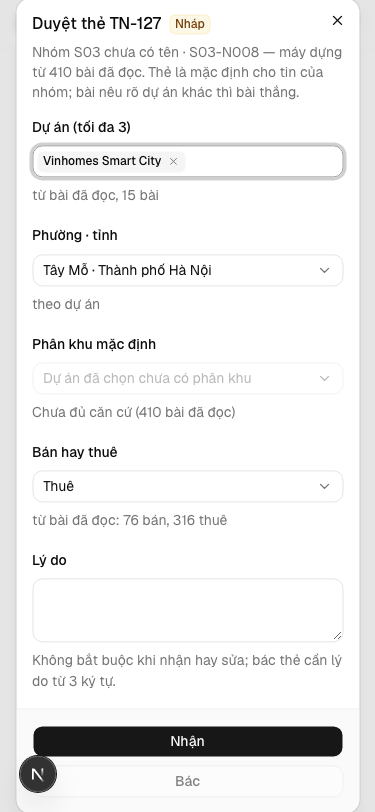 Duyệt thẻ TN-127 Nháp
Nhóm S03 chưa có tên · S03-N008 — máy dựng
từ 410 bài đã đọc. Thẻ là mặc định cho tin của
nhóm; bài nêu rõ dự án khác thì bài thắng.
Dự án (tối đa 3)
Vinhomes Smart City
từ bài đã đọc, 15 bài
Phường · tỉnh
Tây Mỗ · Thành phố Hà Nội
theo dự án
Phân khu mặc định
Dự án đã chọn chưa có phân khu
Chưa đủ căn cứ (410 bài đã đọc)
Bán hay thuê
Thuê
từ bài đã đọc: 76 bán, 316 thuê
Lý do
Không bắt buộc khi nhận hay sửa; bác thẻ cần lý
do từ 3 ký tự.
Nhận
N
Bác